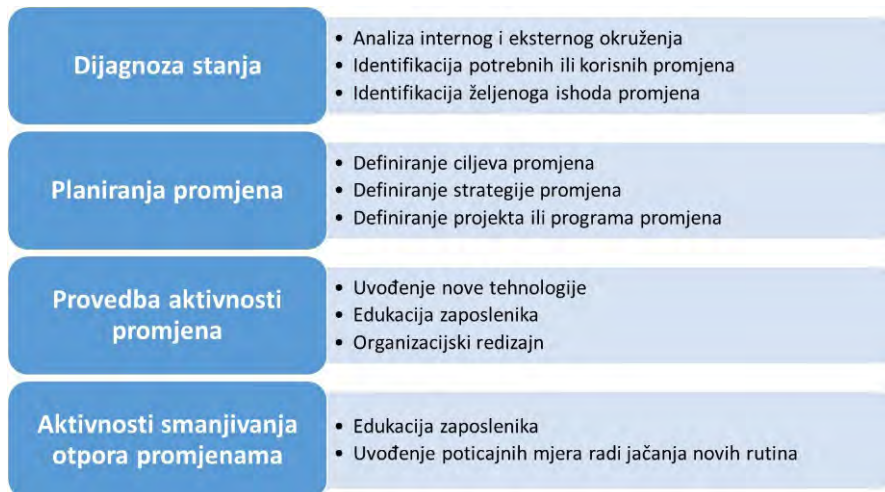 Dijagnoza stanja
• Analiza internog i eksternog okruženja
• Identifikacija potrebnih ili korisnih promjena
• Identifikacija željenoga ishoda promjena
Planiranja promjena
• Definiranje ciljeva promjena
• Definiranje strategije promjena
• Definiranje projekta ili programa promjena
Provedba aktivnosti
promjena
• Uvođenje nove tehnologije
• Edukacija zaposlenika
• Organizacijski redizajn
Aktivnosti smanjivanja
otpora promjenama
• Edukacija zaposlenika
• Uvođenje poticajnih mjera radi jačanja novih rutina